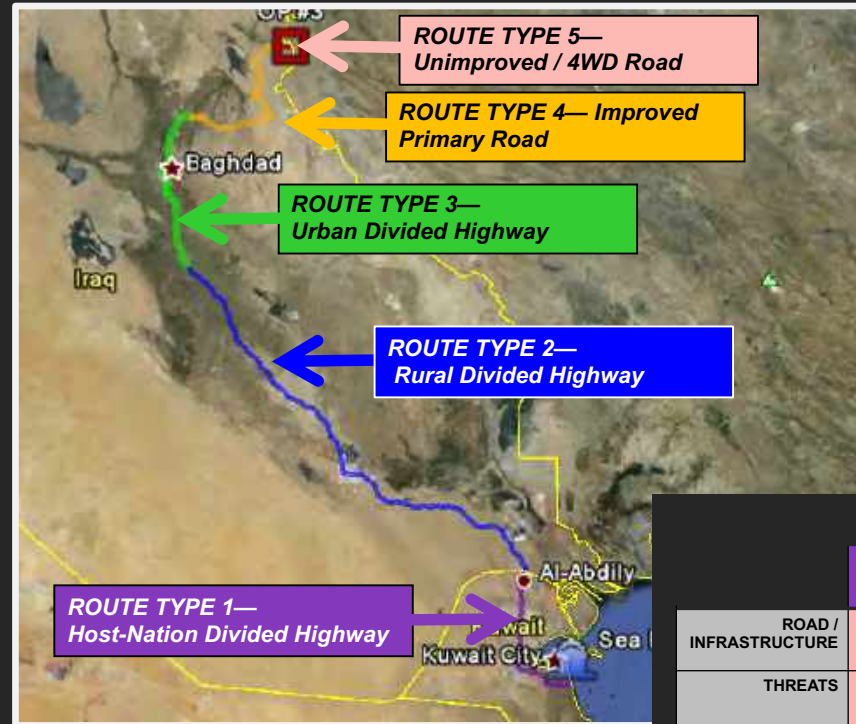 ROUTE TYPE 5—
Unimproved / 4WD Road
ROUTE TYPE 4— Improved
Primary Road
Baghdad
ROUTE TYPE 3—
Urban Divided Highway
Iraq
ROUTE TYPE 2—
Rural Divided Highway
Al-Abdily
ROUTE TYPE 1—
Host-Nation Divided Highway
Kuwait City
Sea
ROAD /
INFRASTRUCTURE
THREATS